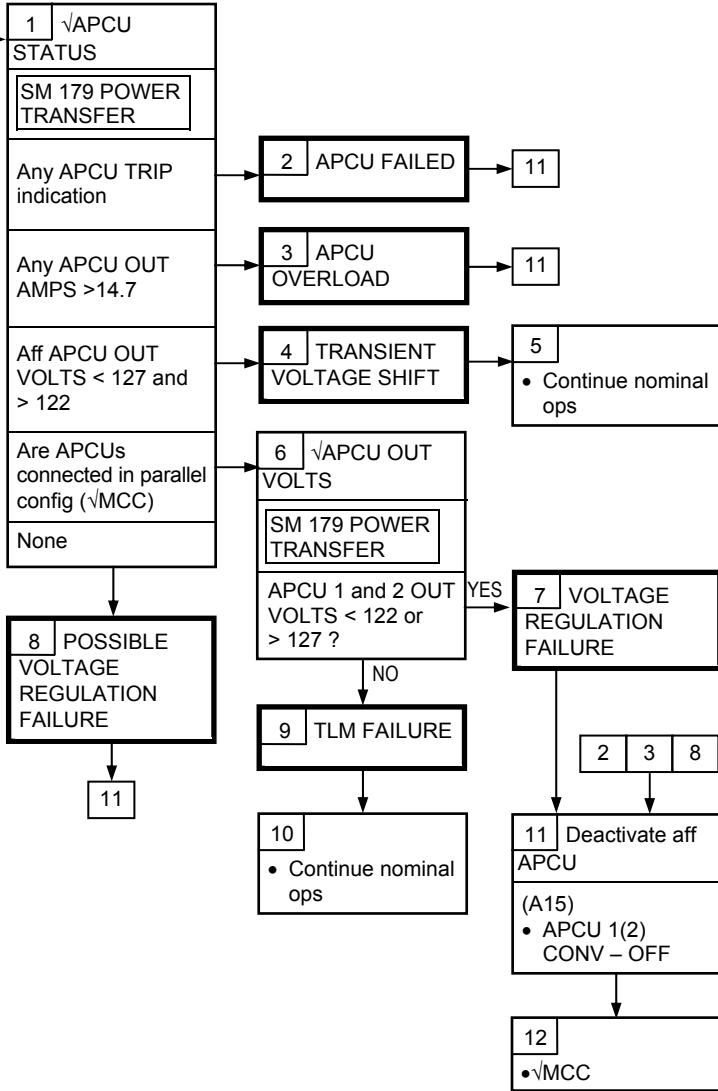 1 √APCU
STATUS
SM 179 POWER
TRANSFER
Any APCU TRIP
indication
Any APCU OUT
AMPS >14.7
Aff APCU OUT
VOLTS < 127 and
> 122
Are APCUs
connected in parallel
config (√MCC)
None
2 APCU FAILED
11
3 APCU
OVERLOAD
11
4 TRANSIENT
VOLTAGE SHIFT
5
• Continue nominal
ops
6 √APCU OUT
VOLTS
SM 179 POWER
TRANSFER
APCU 1 and 2 OUT
VOLTS < 122 or
> 127 ?
YES
NO
7 VOLTAGE
REGULATION
FAILURE
8 POSSIBLE
VOLTAGE
REGULATION
FAILURE
11
9 TLM FAILURE
10
• Continue nominal
ops
2 3 8
11 Deactivate aff
APCU
(A15)
• APCU 1(2)
CONV – OFF
12
•√MCC